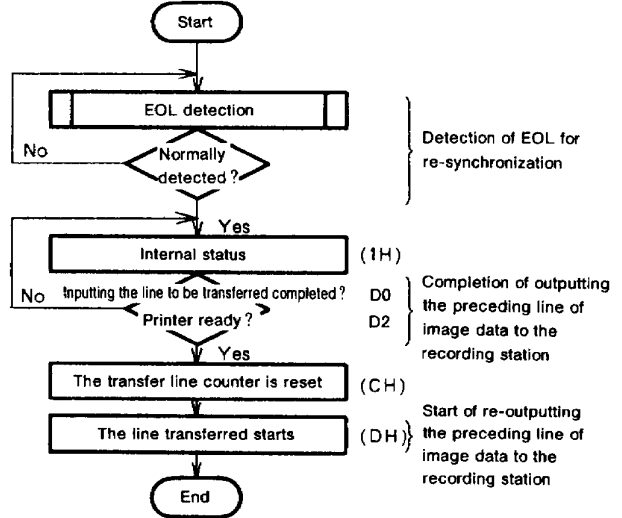 Start
EOL detection
No
Normally
detected?
Detection of EOL for
re-synchronization
Yes
Internal status
(1H)
No
Inputting the line to be transferred completed?
D0
Printer ready?
D2
Completion of outputting
the preceding line of
image data to the
recording station
Yes
The transfer line counter is reset
(CH)
The line transferred starts
(DH)
Start of re-outputting
the preceding line of
image data to the
recording station
End